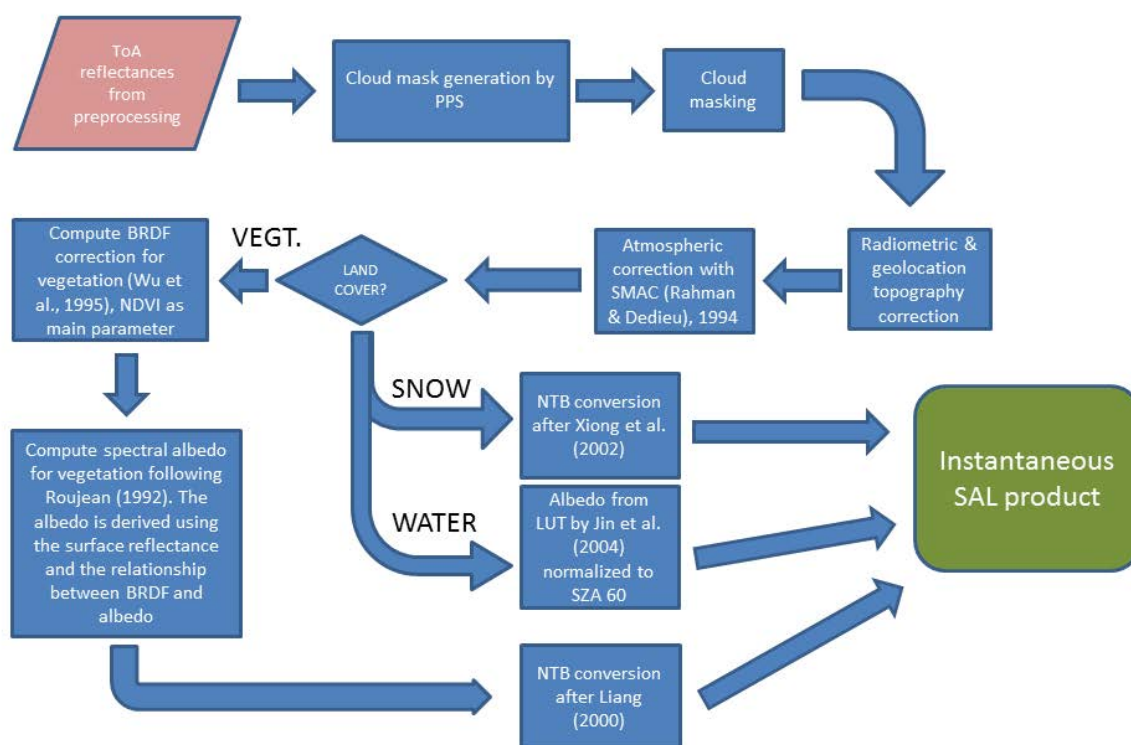 ToA
reflectances
from
preprocessing
Cloud mask generation by
PPS
Cloud
masking
Radiometric &
geolocation
topography
correction
Atmospheric
correction with
SMAC (Rahman
& Dedieu), 1994
LAND
COVER?
VEGT.
Compute BRDF
correction for
vegetation (Wu et
al., 1995), NDVI as
main parameter
Compute spectral albedo
for vegetation following
Roujean (1992). The
albedo is derived using
the surface reflectance
and the relationship
between BRDF and
albedo
SNOW
NTB conversion
after Xiong et al.
(2002)
WATER
Albedo from
LUT by Jin et al.
(2004)
normalized to
SZA 60
NTB conversion
after Liang
(2000)
Instantaneous
SAL product